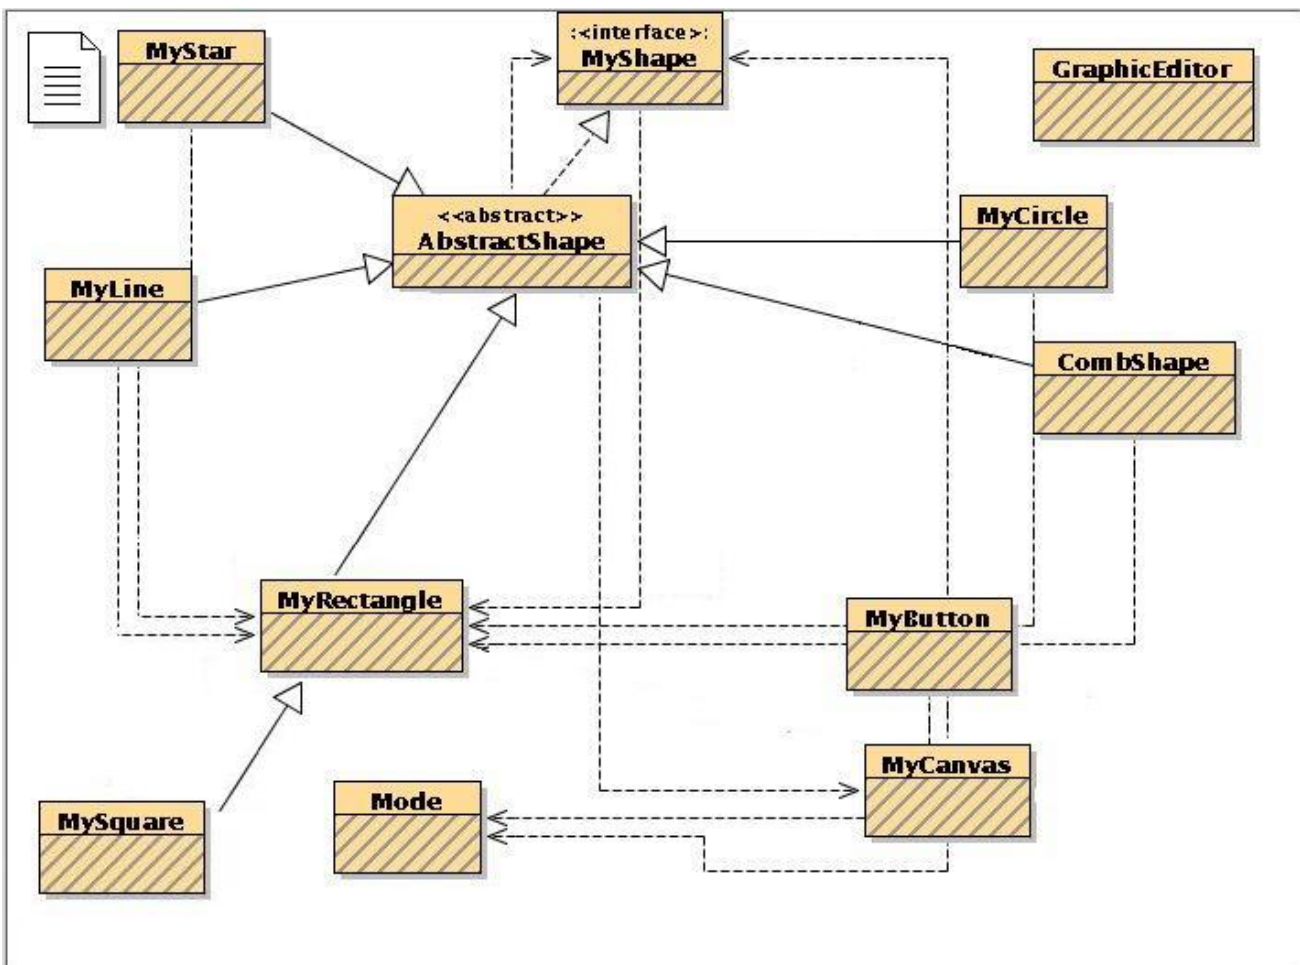 MyStar
:<interface>:
MyShape
GraphicEditor
<<abstract>>
AbstractShape
MyCircle
MyLine
CombShape
MyRectangle
MyButton
MyCanvas
Mode
MySquare